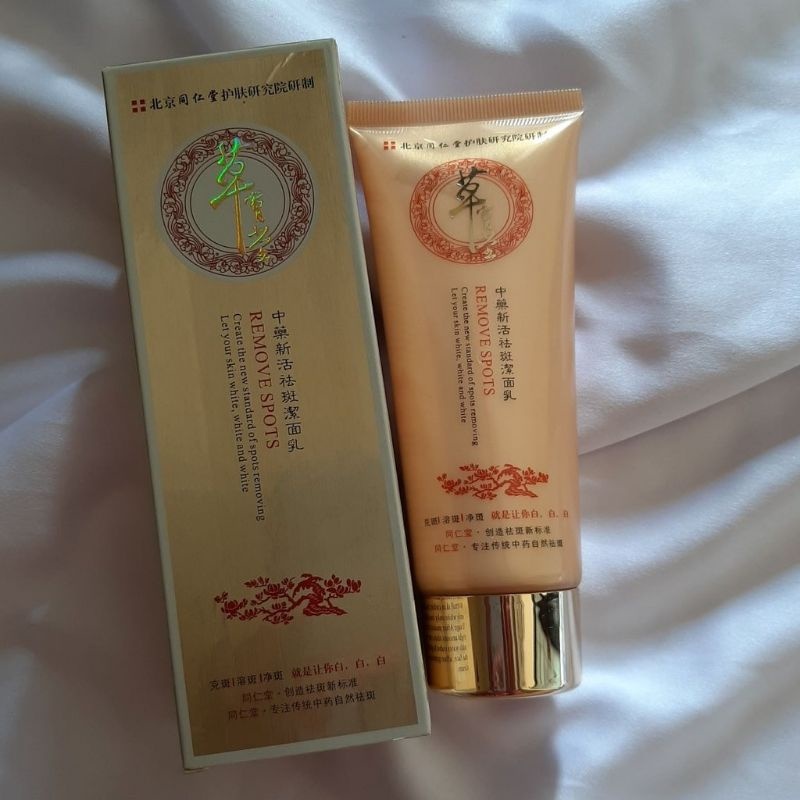 北京同仁堂护肤研究院研制
中藥新活祛斑潔面乳
REMOVE SPOTS
Create the new standard of spots removing
Let your skin white, white and white
克斑|溶斑|净斑 就是让你白,白,白
同仁堂·创造祛斑新标准
同仁堂·专注传统中药自然祛斑
北京同仁堂护肤研究院研制
中藥新活祛斑潔面乳
REMOVE SPOTS
Create the new standard of spots removing
Let your skin white, white and white
克斑|溶斑|净斑 就是让你白,白,白
同仁堂·创造祛斑新标准
同仁堂·专注传统中药自然祛斑